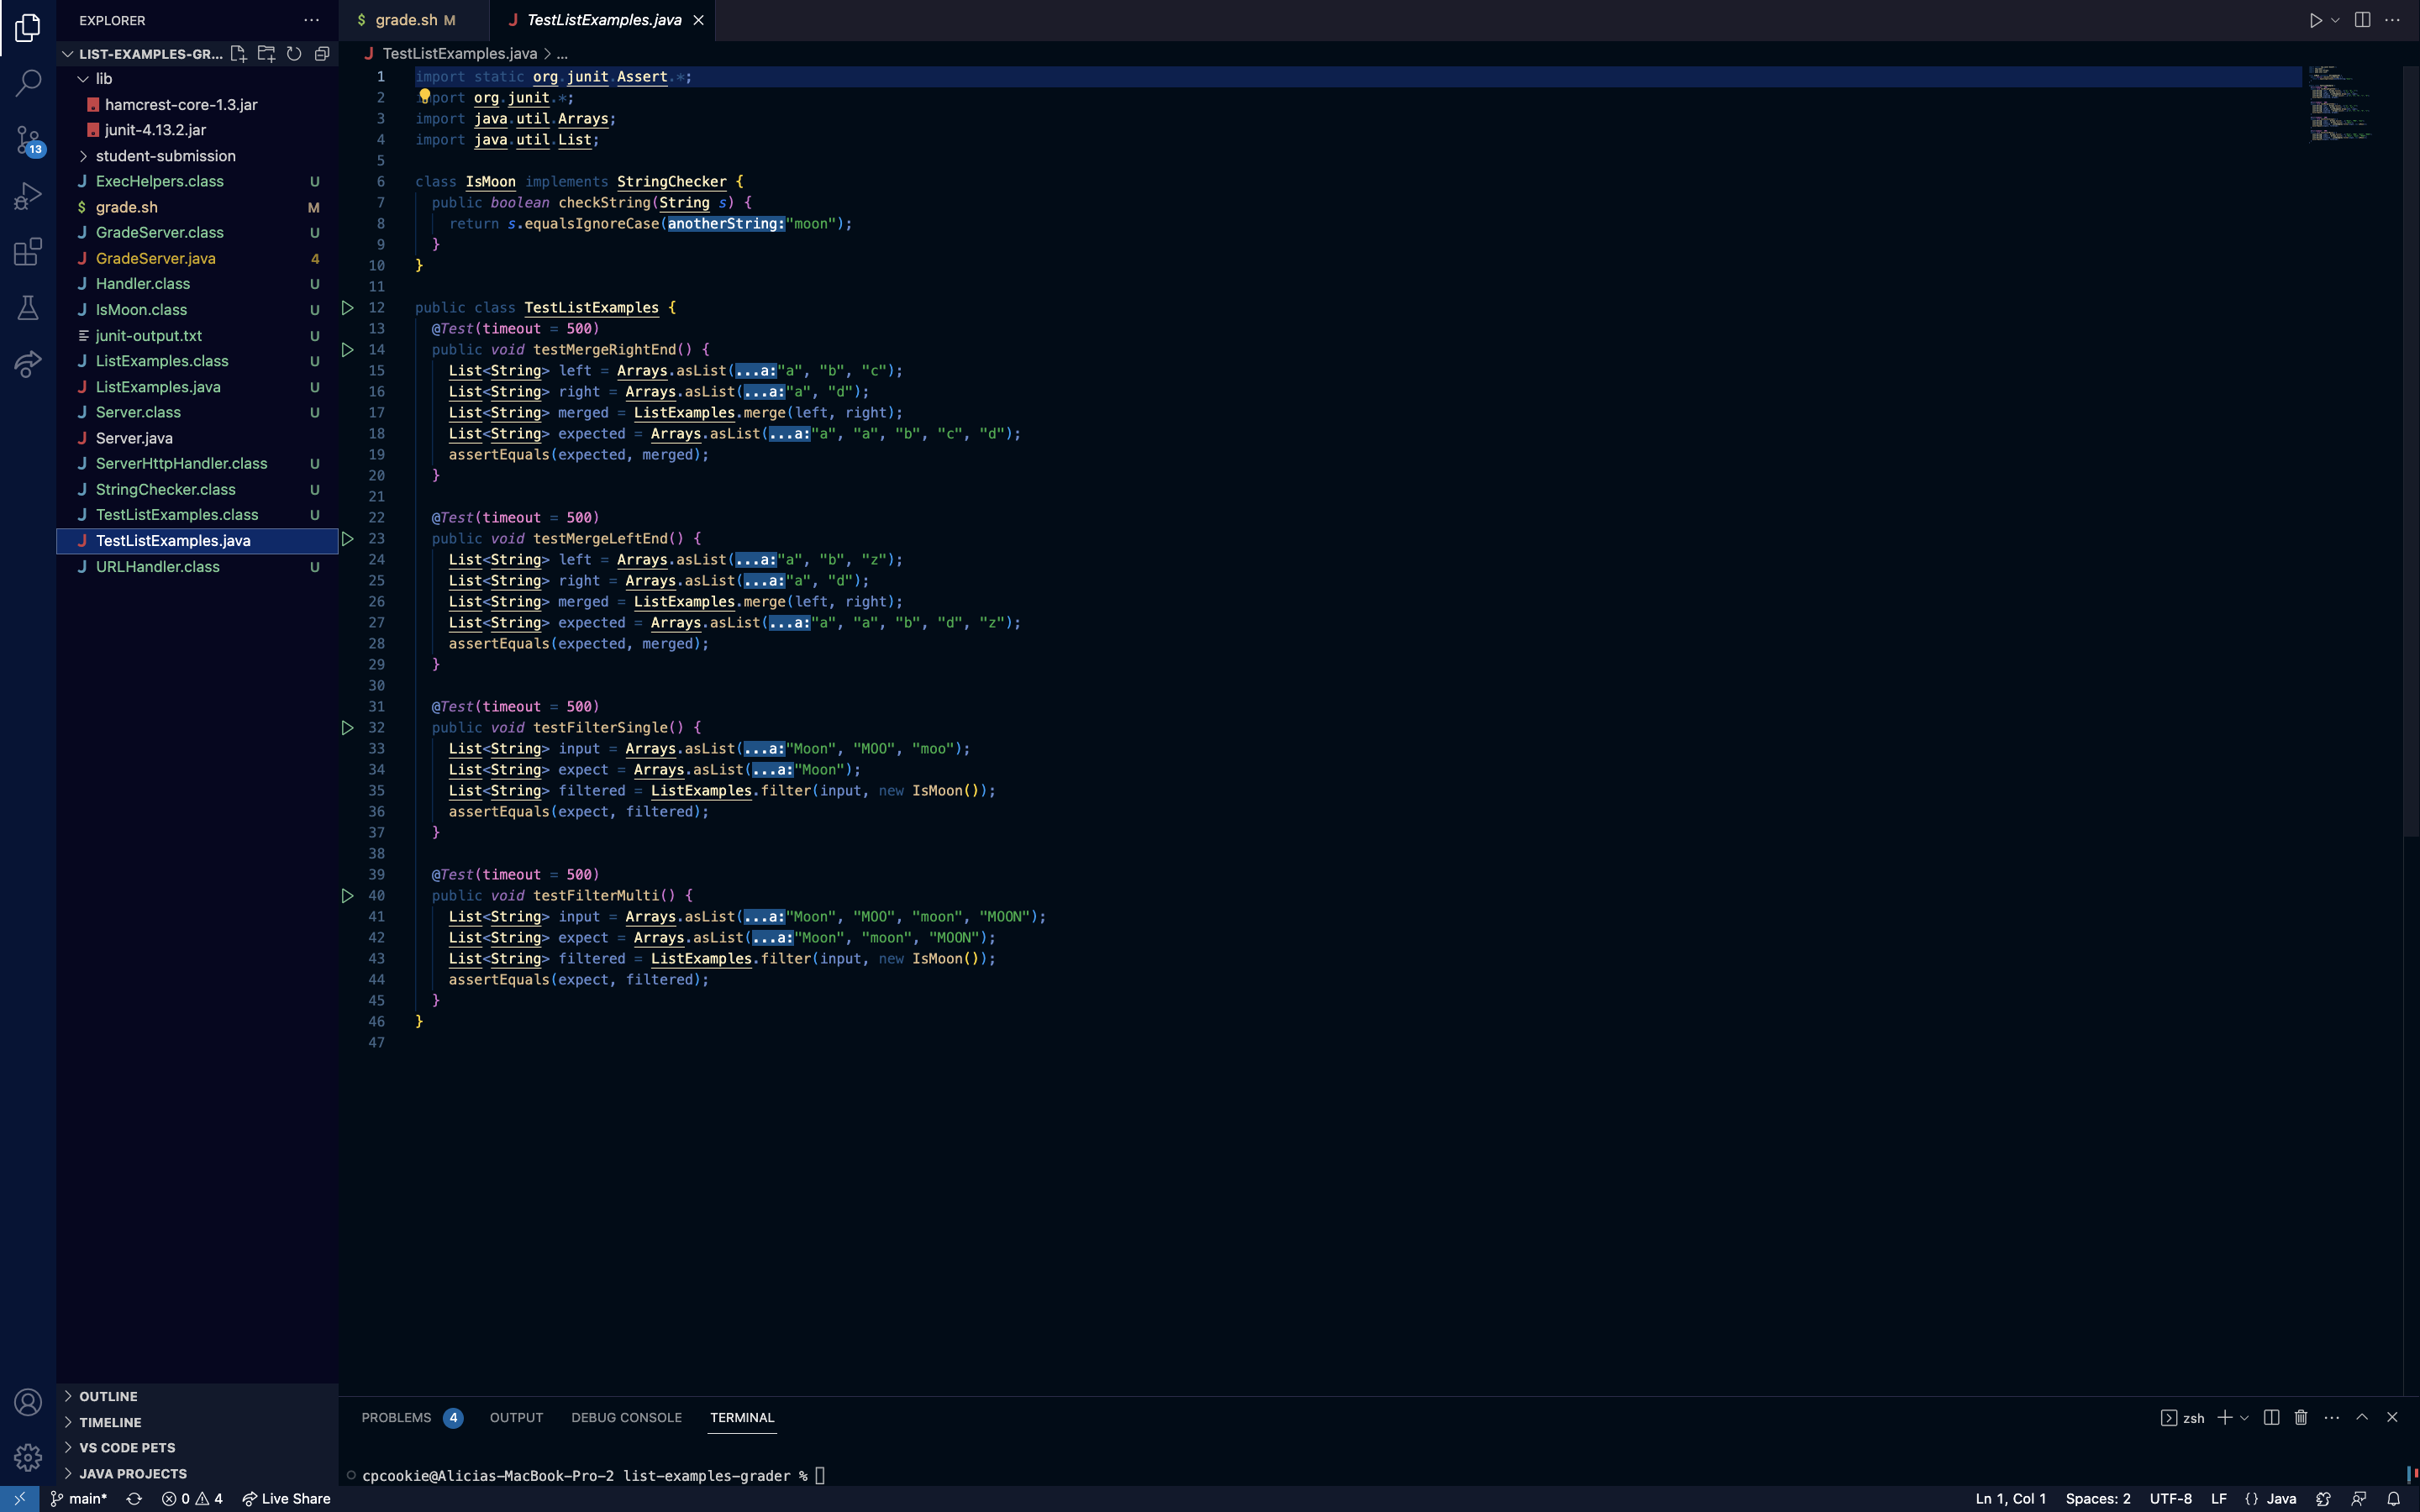 EXPLORER
LIST-EXAMPLES-GR...
lib
hamcrest-core-1.3.jar
junit-4.13.2.jar
13
student-submission
ExecHelpers.class U
$ grade.sh M
GradeServer.class U
J GradeServer.java 4
Handler.class U
IsMoon.class U
junit-output.txt U
ListExamples.class U
J ListExamples.java U
Server.class U
J Server.java
ServerHttpHandler.class U
StringChecker.class U
TestListExamples.class U
J TestListExamples.java
URLHandler.class U
OUTLINE
TIMELINE
VS CODE PETS
JAVA PROJECTS
$ grade.sh M
J TestListExamples.java
J TestListExamples.java > ...
1 import static org.junit.Assert.*;
2 import org.junit.*;
3 import java.util.Arrays;
4 import java.util.List;
5
6 class IsMoon implements StringChecker {
7 public boolean checkString(String s) {
8 return s.equalsIgnoreCase(anotherString:"moon");
9 }
10 }
11
12 public class TestListExamples {
13 @Test(timeout = 500)
14 public void testMergeRightEnd() {
15 List<String> left = Arrays.asList(...a:"a", "b", "c");
16 List<String> right = Arrays.asList(...a:"a", "d");
17 List<String> merged = ListExamples.merge(left, right);
18 List<String> expected = Arrays.asList(...a:"a", "a", "b", "c", "d");
19 assertEquals(expected, merged);
20 }
21
22 @Test(timeout = 500)
23 public void testMergeLeftEnd() {
24 List<String> left = Arrays.asList(...a:"a", "b", "z");
25 List<String> right = Arrays.asList(...a:"a", "d");
26 List<String> merged = ListExamples.merge(left, right);
27 List<String> expected = Arrays.asList(...a:"a", "a", "b", "d", "z");
28 assertEquals(expected, merged);
29 }
30
31 @Test(timeout = 500)
32 public void testFilterSingle() {
33 List<String> input = Arrays.asList(...a:"Moon", "MOO", "moo");
34 List<String> expect = Arrays.asList(...a:"Moon");
35 List<String> filtered = ListExamples.filter(input, new IsMoon());
36 assertEquals(expect, filtered);
37 }
38
39 @Test(timeout = 500)
40 public void testFilterMulti() {
41 List<String> input = Arrays.asList(...a:"Moon", "MOO", "moon", "MOON");
42 List<String> expect = Arrays.asList(...a:"Moon", "moon", "MOON");
43 List<String> filtered = ListExamples.filter(input, new IsMoon());
44 assertEquals(expect, filtered);
45 }
46 }
47
PROBLEMS 4 OUTPUT DEBUG CONSOLE TERMINAL
zsh
cpcookie@Alicias-MacBook-Pro-2 list-examples-grader %
main* 0 4 Live Share
Ln 1, Col 1 Spaces: 2 UTF-8 LF {} Java